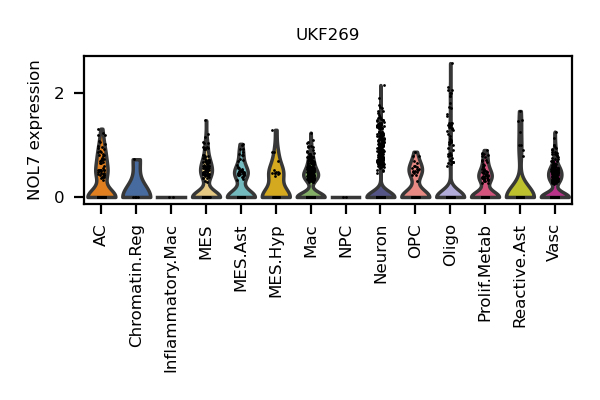 UKF269
NOL7 expression
2
0
AC
Chromatin.Reg
Inflammatory.Mac
MES
MES.Ast
MES.Hyp
Mac
NPC
Neuron
OPC
Oligo
Prolif.Metab
Reactive.Ast
Vasc